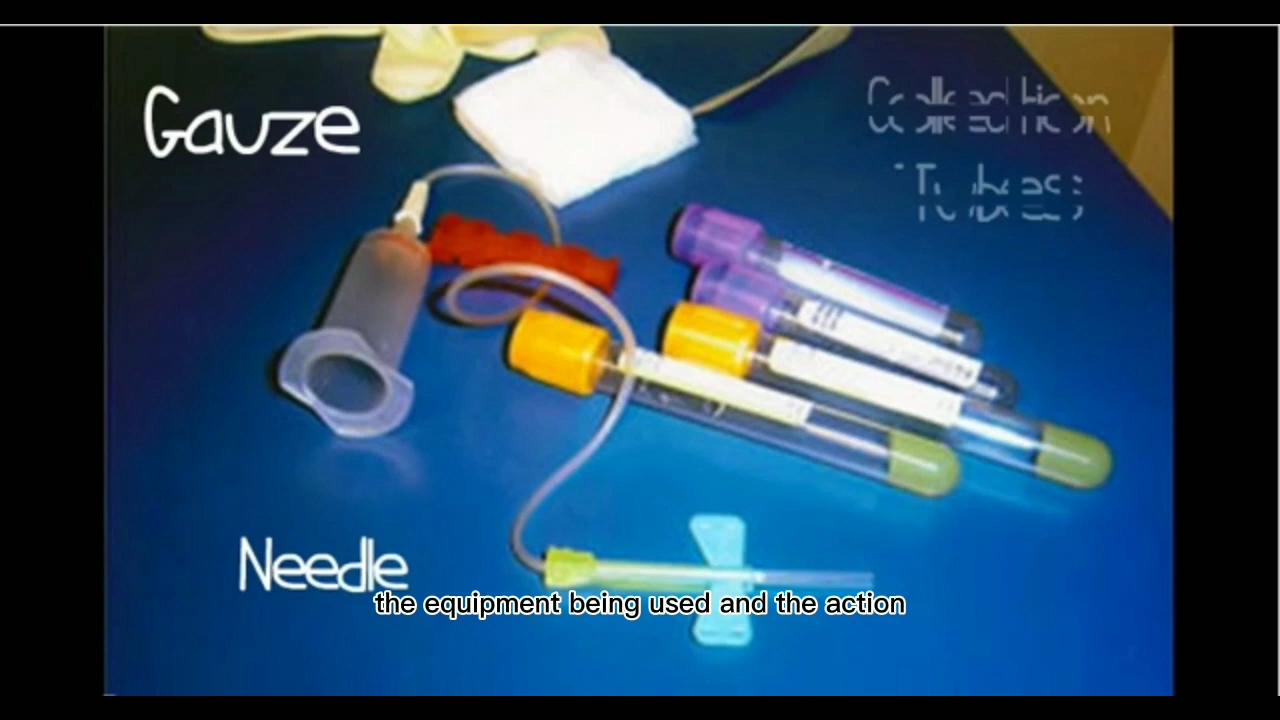 Gauze
Collection
Tubes
Needle
the equipment being used and the action